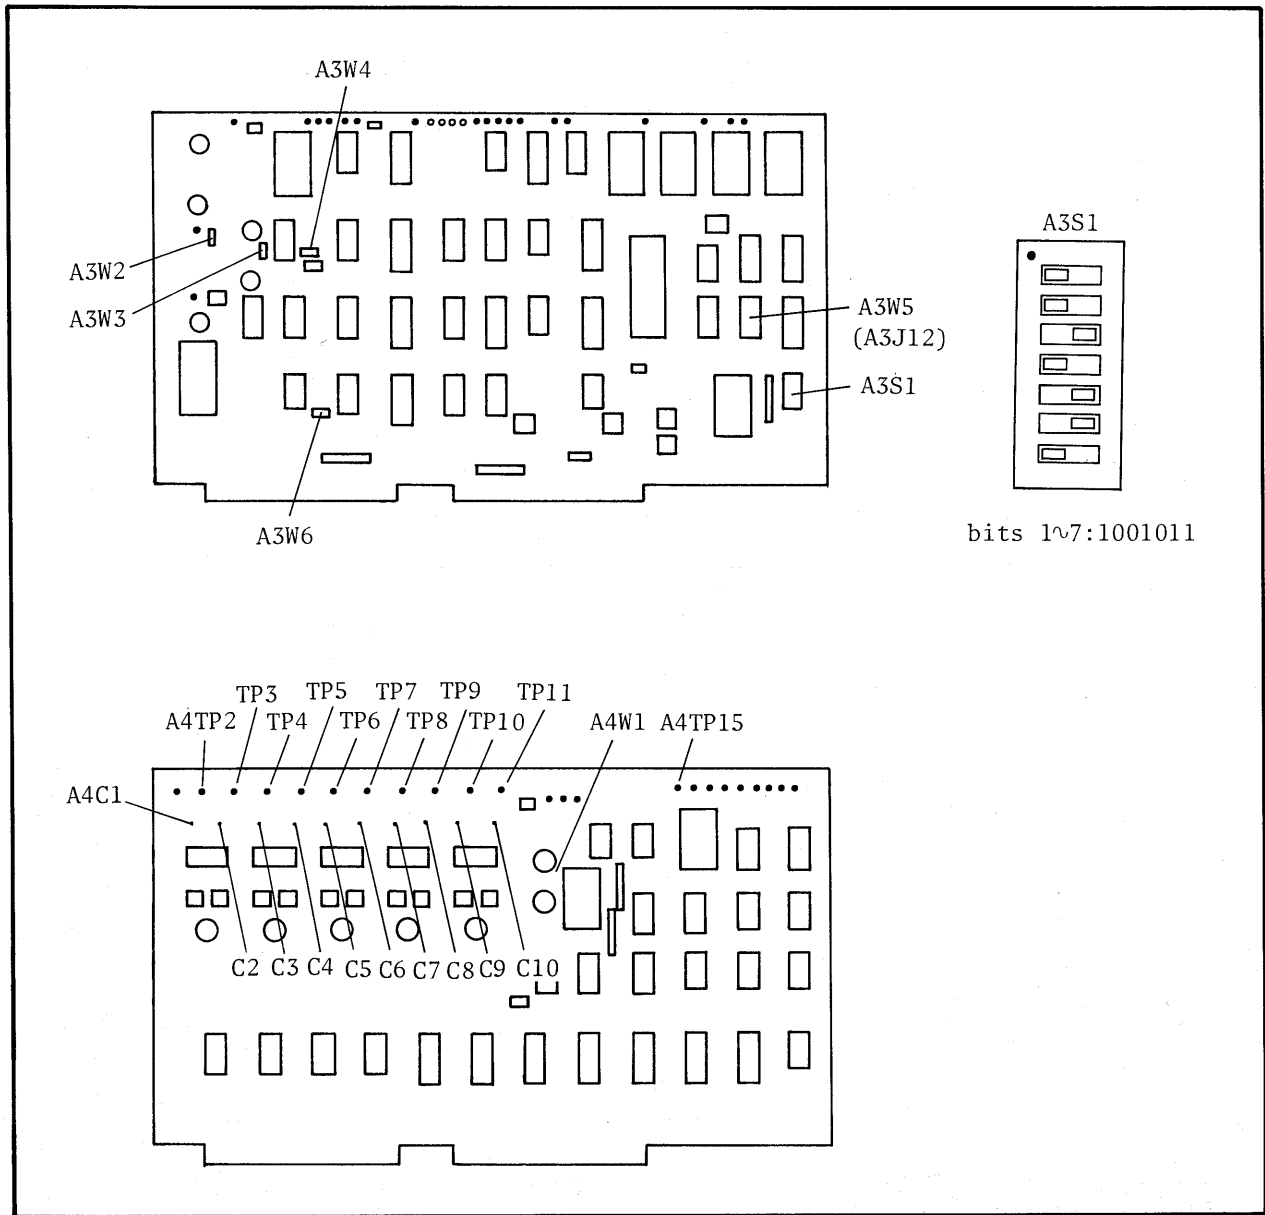 A3W4
A3W2
A3W3
A3W5
(A3J12)
A3S1
A3W6
A3S1
bits 1∿7:1001011
TP3 TP5 TP7 TP9 TP11
A4TP2 TP4 TP6 TP8 TP10 A4W1 A4TP15
A4C1
C2 C3 C4 C5 C6 C7 C8 C9 C10